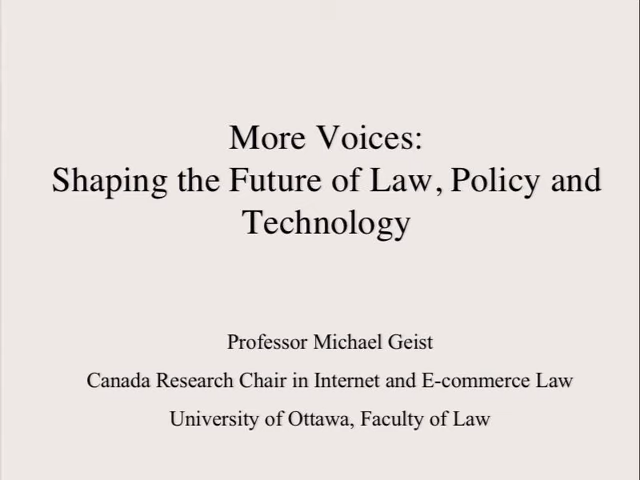 More Voices:
Shaping the Future of Law, Policy and
Technology
Professor Michael Geist
Canada Research Chair in Internet and E-commerce Law
University of Ottawa, Faculty of Law